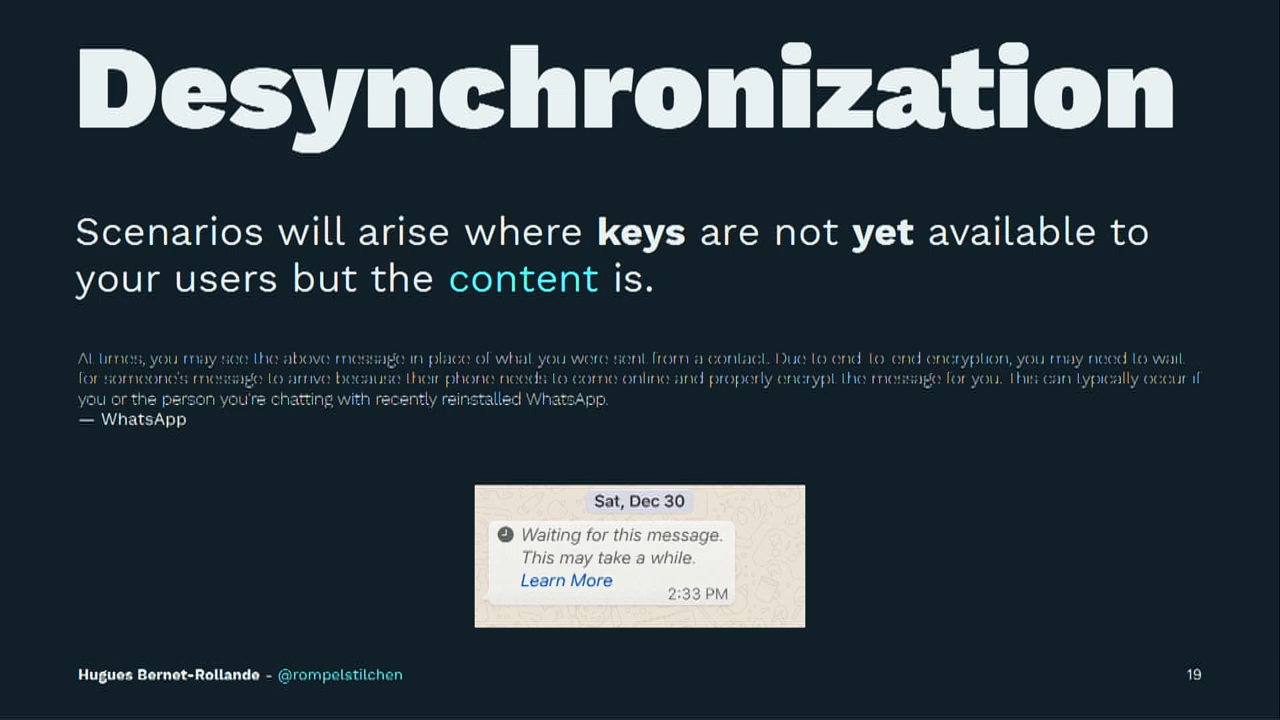 Desynchronization
Scenarios will arise where keys are not yet available to
your users but the content is.
At times, you may see the above message in place of what you were sent from a contact. Due to end-to-end encryption, you may need to wait
for someone's message to arrive because their phone needs to come online and properly encrypt the message for you. This can typically occur if
you or the person you're chatting with recently reinstalled WhatsApp.
— WhatsApp
Sat, Dec 30
Waiting for this message.
This may take a while.
Learn More
2:33 PM
Hugues Bernet-Rollande - @rompelstilchen
19